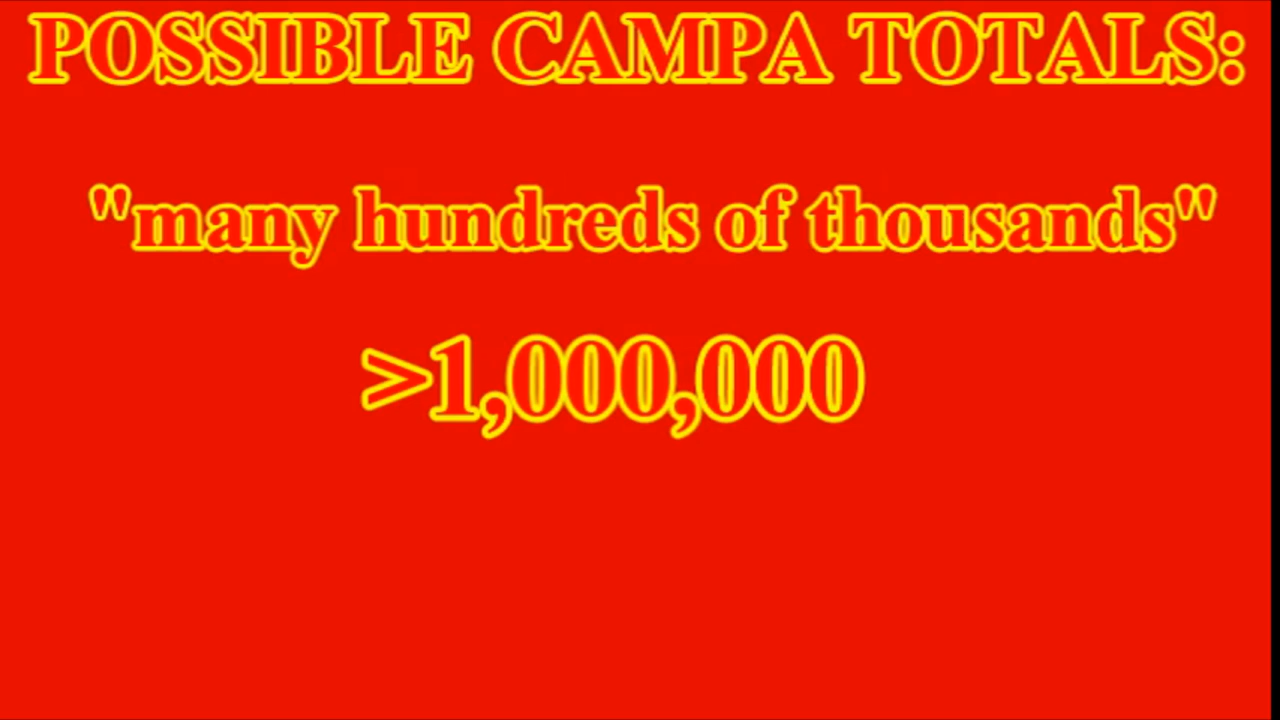 POSSIBLE CAMPA TOTALS:
"many hundreds of thousands"
>1,000,000